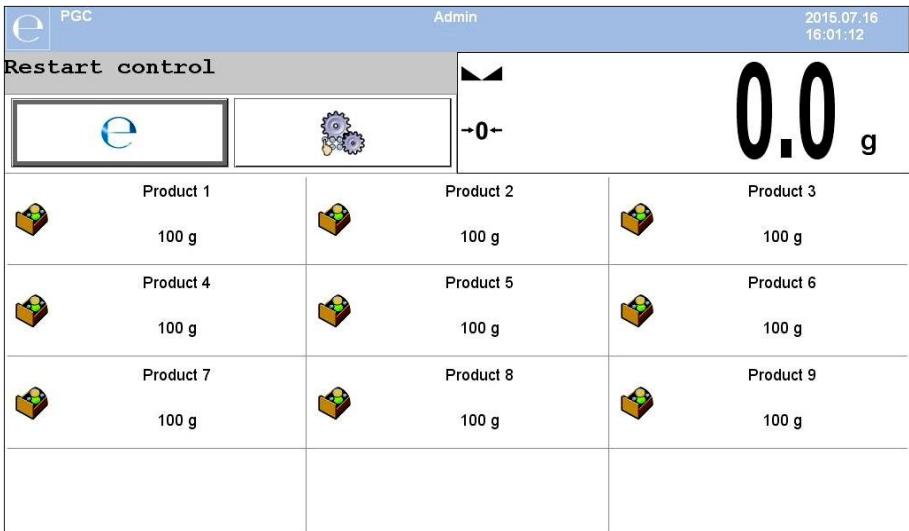 e PGC Admin 2015.07.16
16:01:12
Restart control
e
→0←
0.0 g
Product 1 Product 2 Product 3
100 g 100 g 100 g
Product 4 Product 5 Product 6
100 g 100 g 100 g
Product 7 Product 8 Product 9
100 g 100 g 100 g